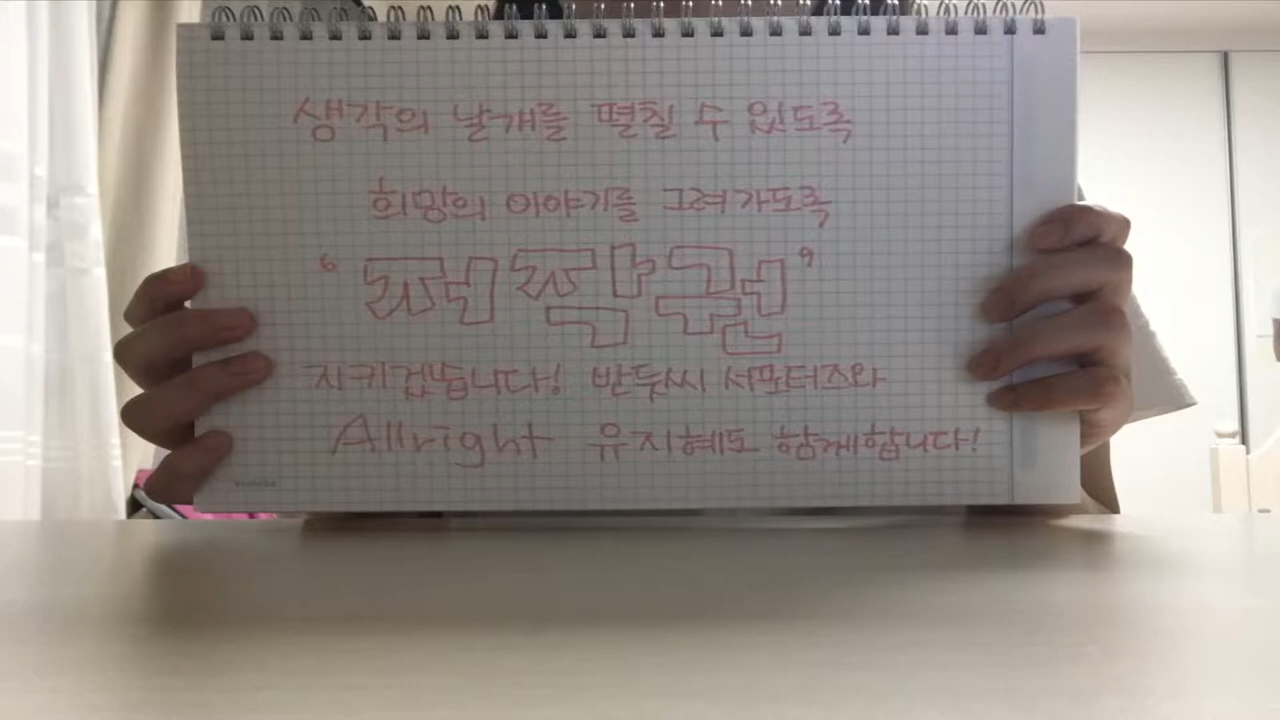 생각의 날개를 펼칠 수 있도록
희망의 이야기를 그려가도록
‘저작권’
지키겠습니다! 반듯씨 서포터즈와
Allright 유지혜도 함께합니다!